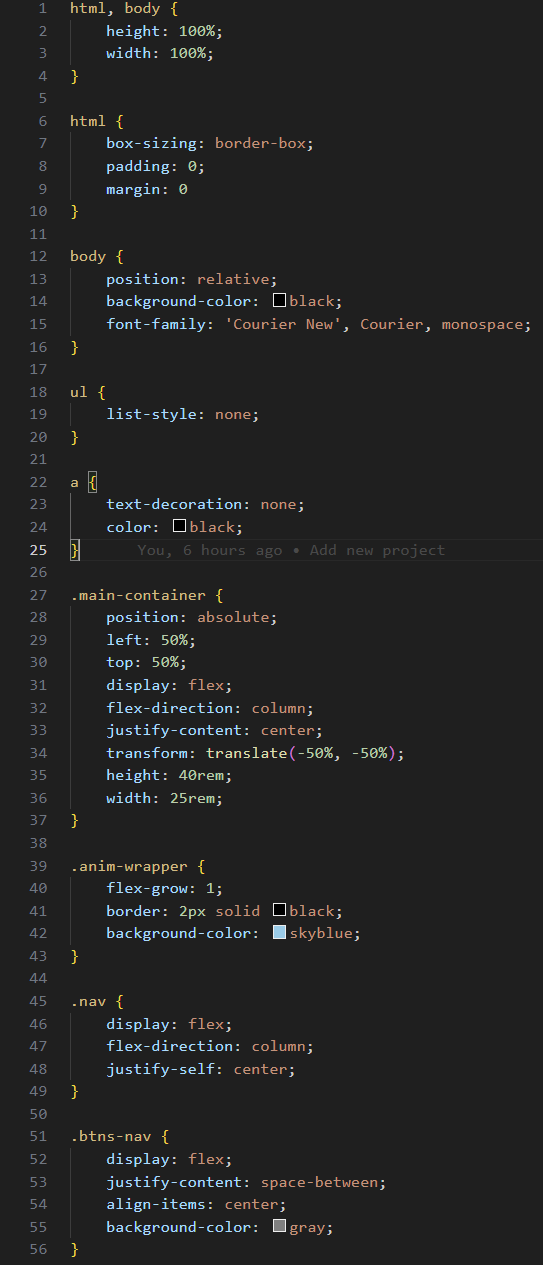 1 html, body {
2 height: 100%;
3 width: 100%;
4 }
5
6 html {
7 box-sizing: border-box;
8 padding: 0;
9 margin: 0
10 }
11
12 body {
13 position: relative;
14 background-color: black;
15 font-family: 'Courier New', Courier, monospace;
16 }
17
18 ul {
19 list-style: none;
20 }
21
22 a {
23 text-decoration: none;
24 color: black;
25 } You, 6 hours ago • Add new project
26
27 .main-container {
28 position: absolute;
29 left: 50%;
30 top: 50%;
31 display: flex;
32 flex-direction: column;
33 justify-content: center;
34 transform: translate(-50%, -50%);
35 height: 40rem;
36 width: 25rem;
37 }
38
39 .anim-wrapper {
40 flex-grow: 1;
41 border: 2px solid black;
42 background-color: skyblue;
43 }
44
45 .nav {
46 display: flex;
47 flex-direction: column;
48 justify-self: center;
49 }
50
51 .btns-nav {
52 display: flex;
53 justify-content: space-between;
54 align-items: center;
55 background-color: gray;
56 }